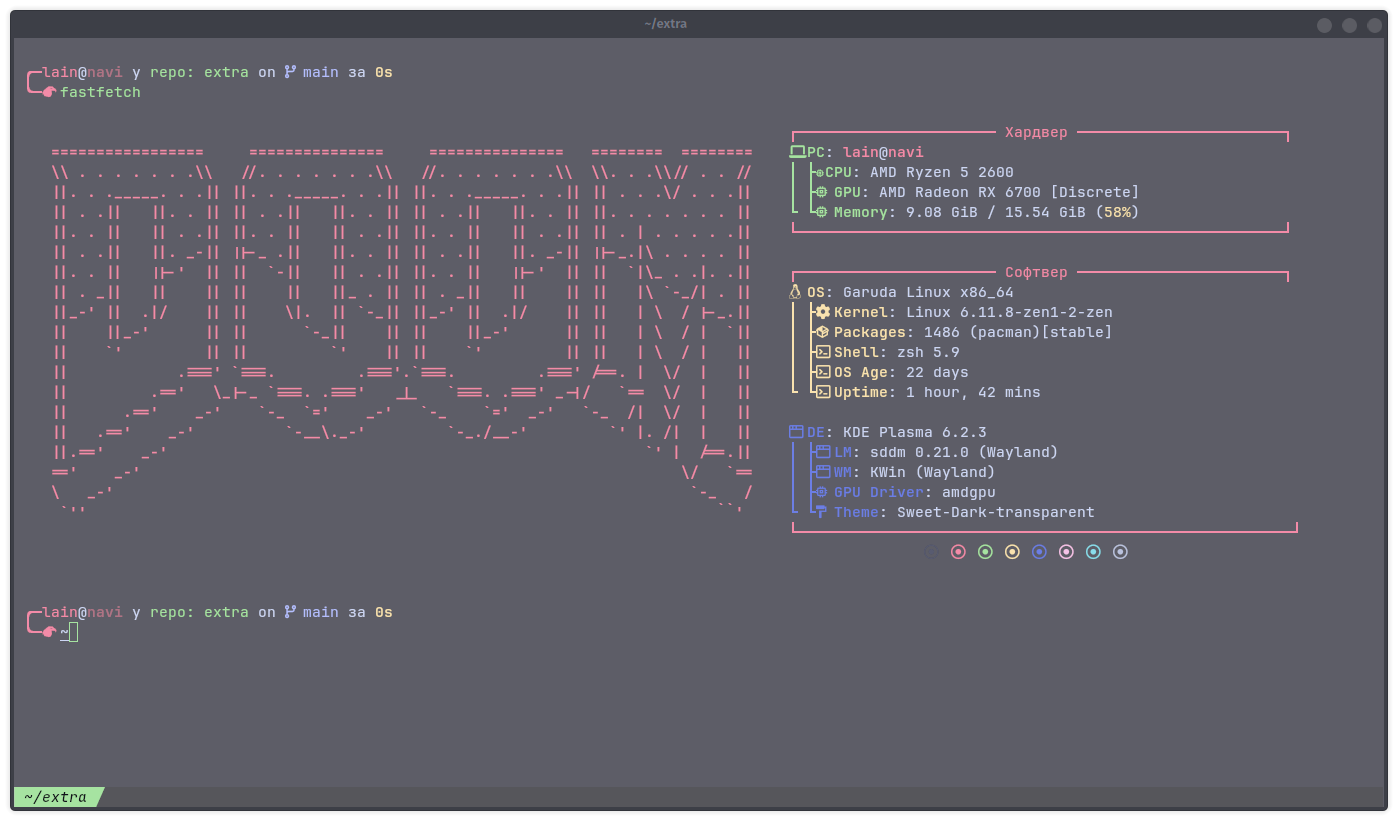 ~/extra
lain@navi у repo: extra on main за 0s
fastfetch
Хардвер
PC: lain@navi
CPU: AMD Ryzen 5 2600
GPU: AMD Radeon RX 6700 [Discrete]
Memory: 9.08 GiB / 15.54 GiB (58%)
Софтвер
OS: Garuda Linux x86_64
Kernel: Linux 6.11.8-zen1-2-zen
Packages: 1486 (pacman)[stable]
Shell: zsh 5.9
OS Age: 22 days
Uptime: 1 hour, 42 mins
DE: KDE Plasma 6.2.3
LM: sddm 0.21.0 (Wayland)
WM: KWin (Wayland)
GPU Driver: amdgpu
Theme: Sweet-Dark-transparent
lain@navi у repo: extra on main за 0s
~
~/extra